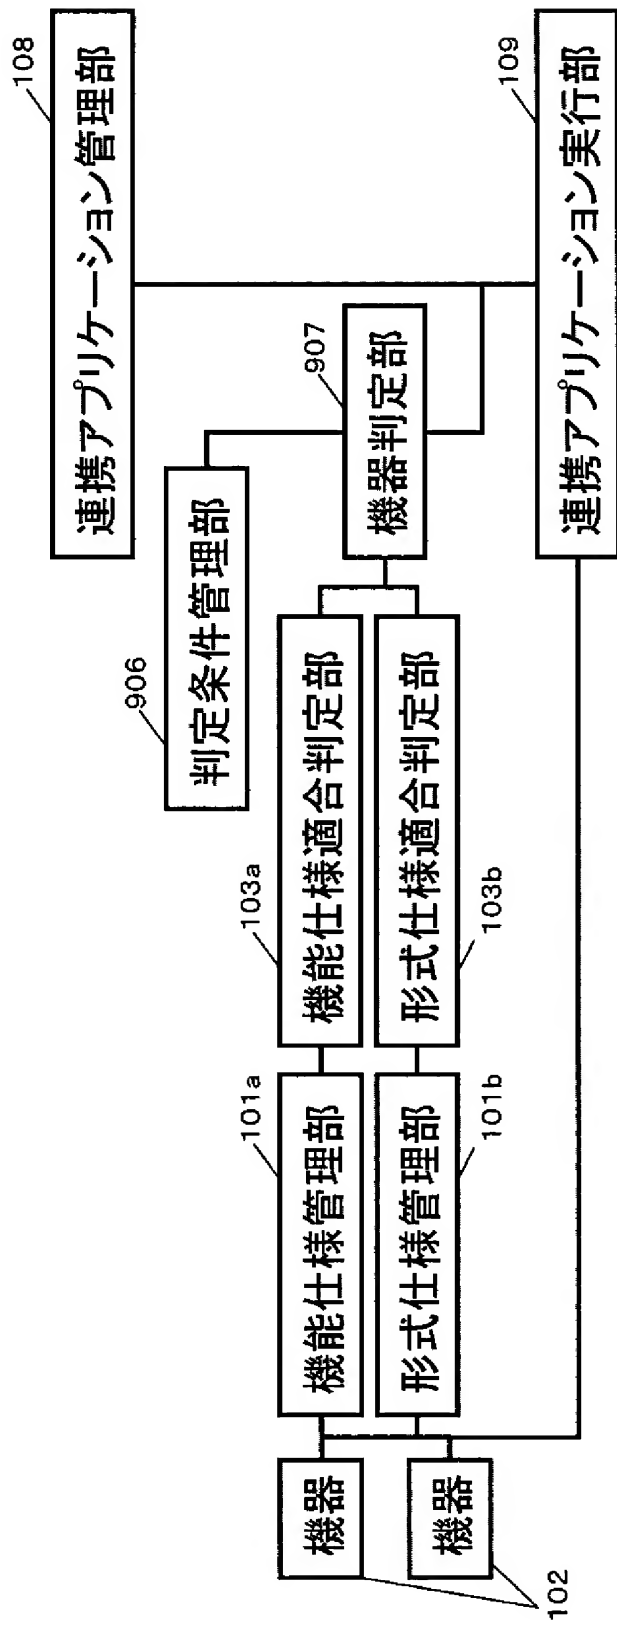 108
連携アプリケーション管理部
906
判定条件管理部
907
機器判定部
103a
機能仕様適合判定部
103b
形式仕様適合判定部
101a
機能仕様管理部
101b
形式仕様管理部
機器
機器
102
109
連携アプリケーション実行部